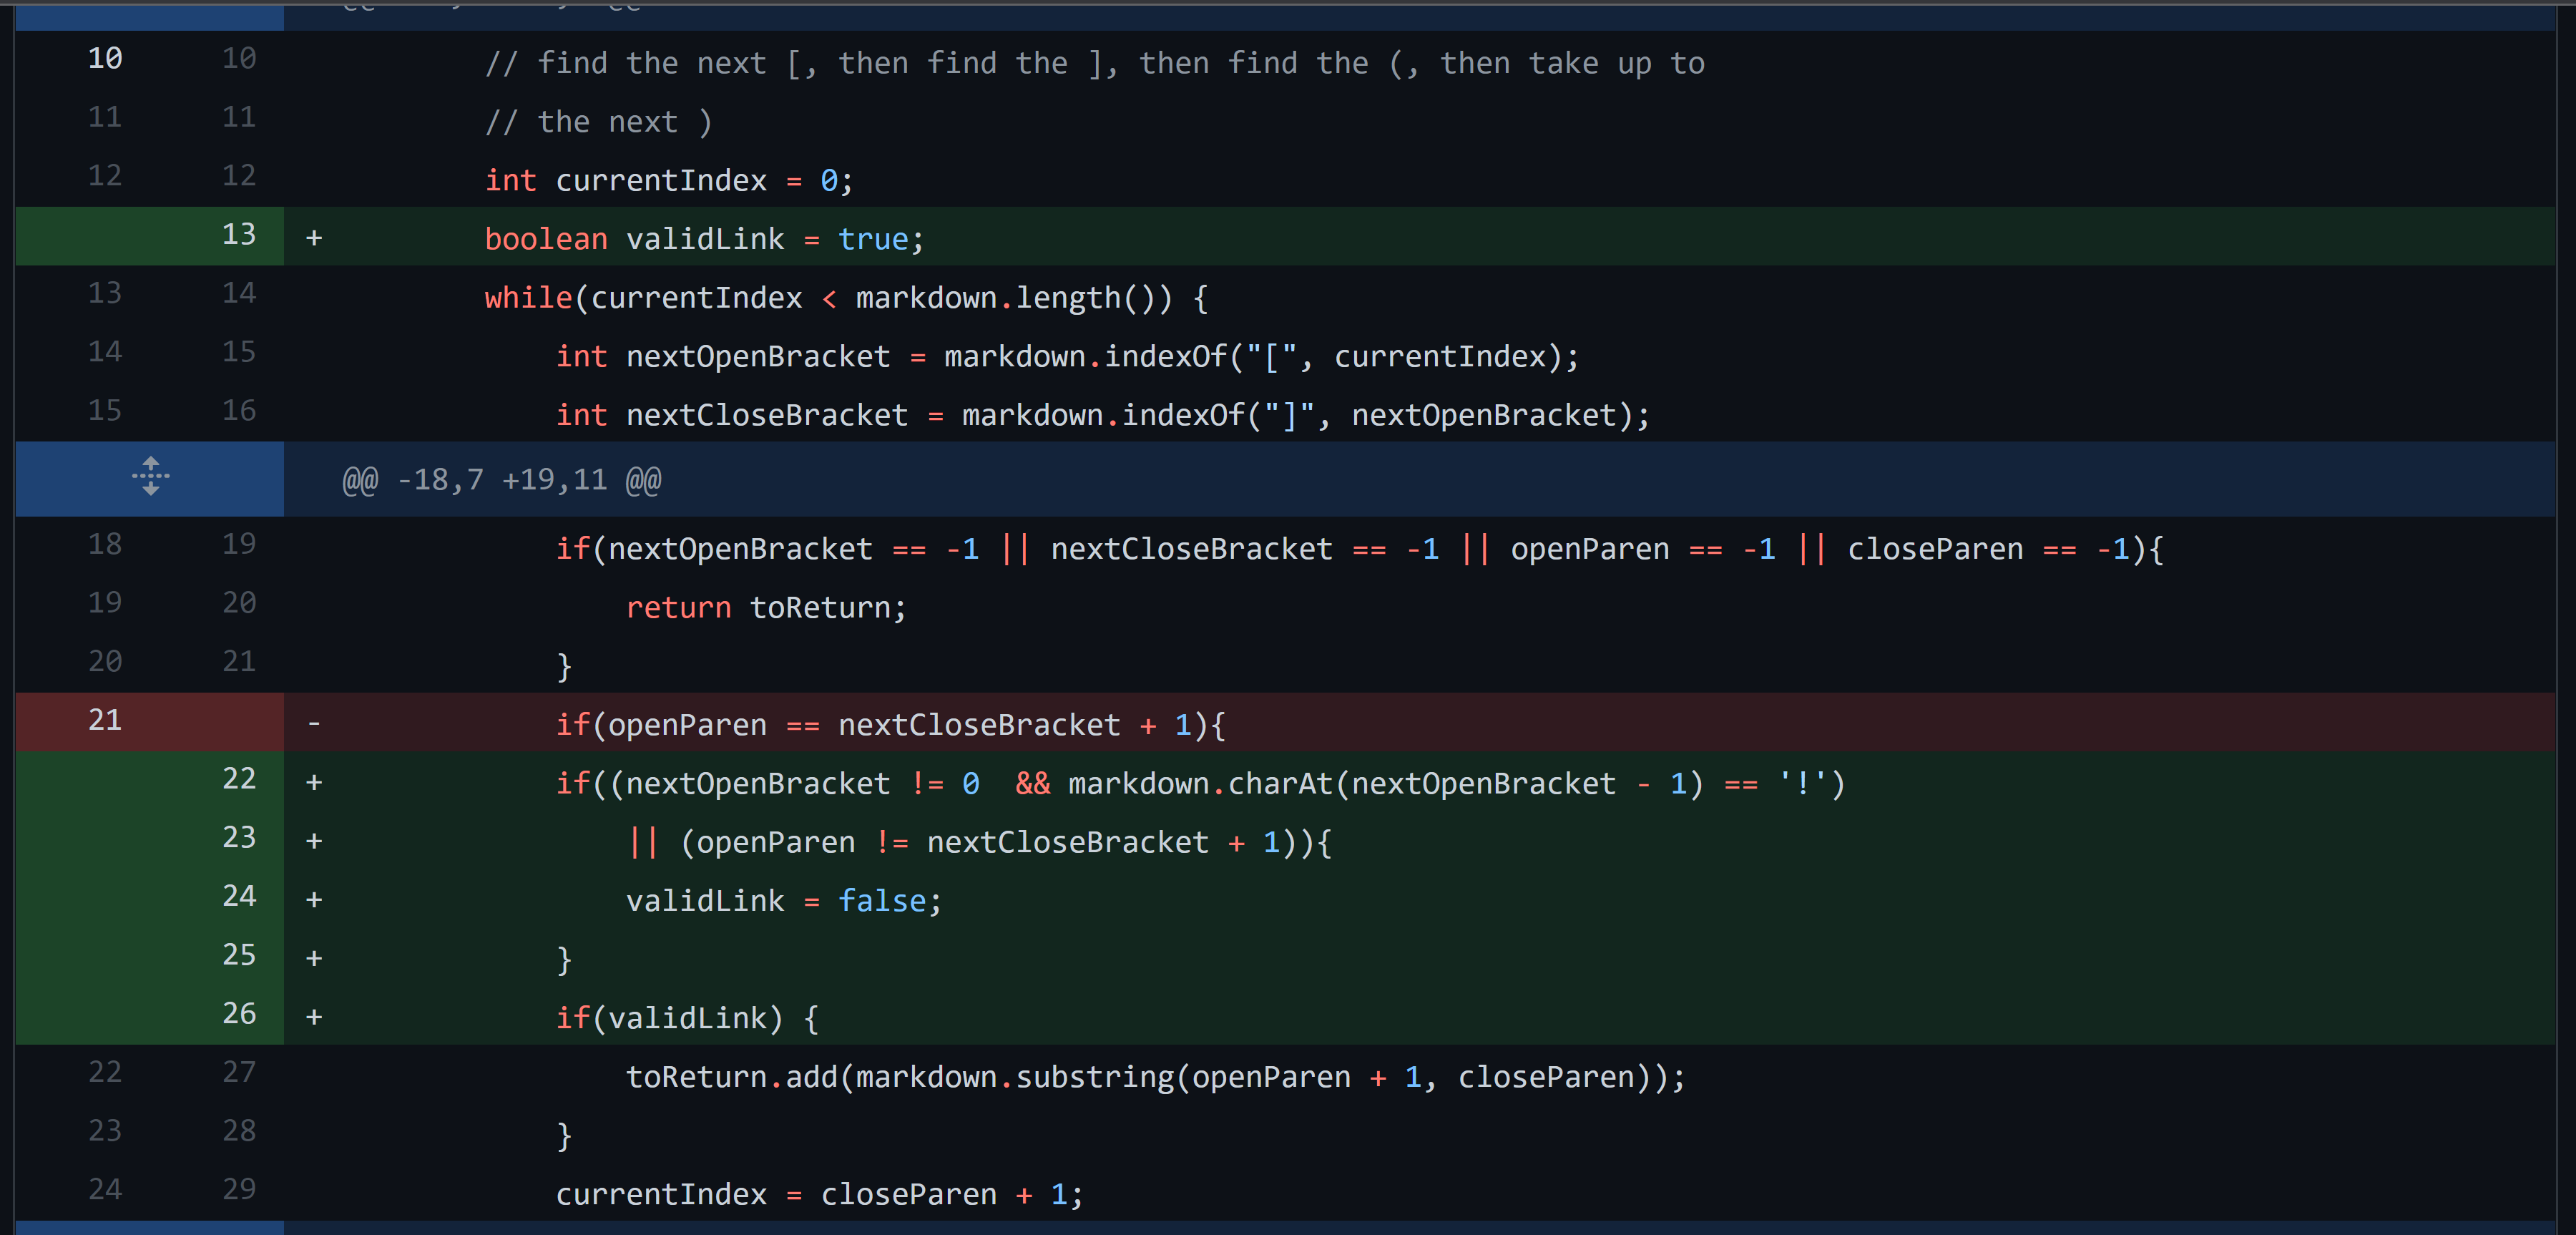 10 10 // find the next [, then find the ], then find the (, then take up to
11 11 // the next )
12 12 int currentIndex = 0;
13 + boolean validLink = true;
13 14 while(currentIndex < markdown.length()) {
14 15 int nextOpenBracket = markdown.indexOf("[", currentIndex);
15 16 int nextCloseBracket = markdown.indexOf("]", nextOpenBracket);
@@ -18,7 +19,11 @@
18 19 if(nextOpenBracket == -1 || nextCloseBracket == -1 || openParen == -1 || closeParen == -1){
19 20 return toReturn;
20 21 }
21 - if(openParen == nextCloseBracket + 1){
22 + if((nextOpenBracket != 0  && markdown.charAt(nextOpenBracket - 1) == '!')
23 + || (openParen != nextCloseBracket + 1)){
24 + validLink = false;
25 + }
26 + if(validLink) {
22 27 toReturn.add(markdown.substring(openParen + 1, closeParen));
23 28 }
24 29 currentIndex = closeParen + 1;